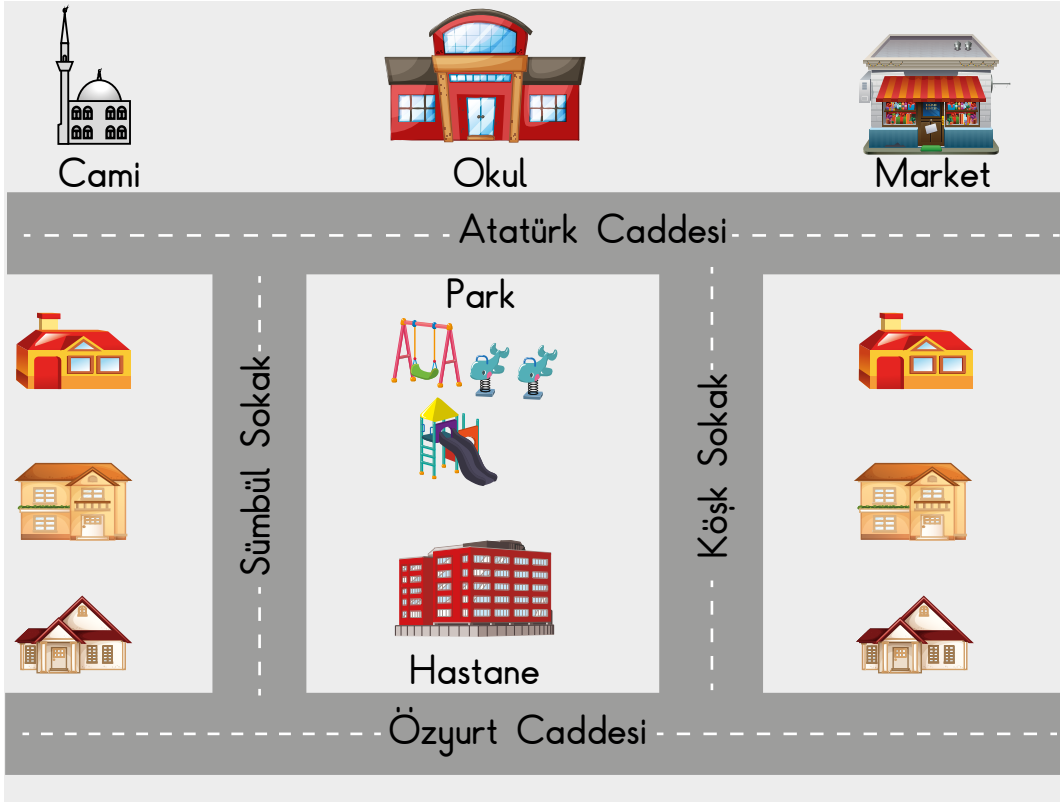 Cami
Okul
Market
Atatürk Caddesi
Park
Sümbül Sokak
Köşk Sokak
Hastane
Özyurt Caddesi